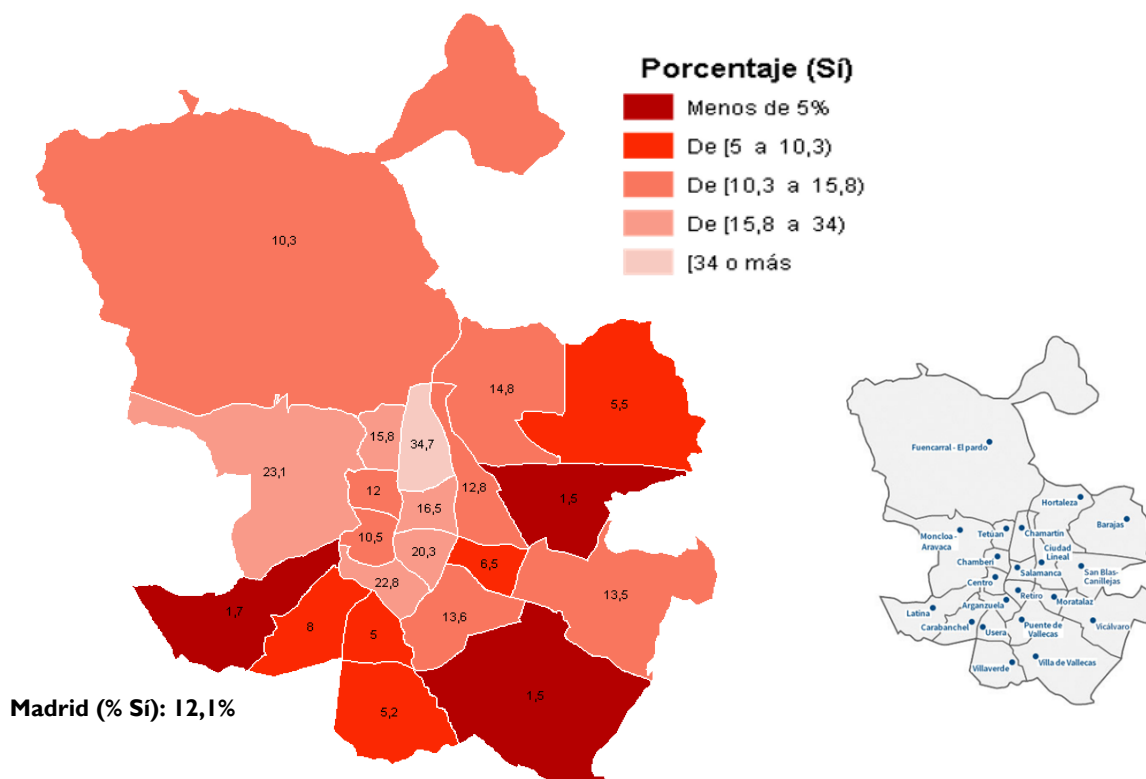 Porcentaje (Sí)
Menos de 5%
De [5 a 10,3)
De [10,3 a 15,8)
De [15,8 a 34)
[34 o más
10,3
14,8
5,5
15,8
34,7
23,1
12
12,8
1,5
16,5
10,5
20,3
6,5
22,8
13,5
1,7
8
5
13,6
1,5
5,2
Madrid (% Sí): 12,1%
Fuencarral - El pardo
Hortaleza
Barajas
Moncloa -
Aravaca
Tetúan
Chamartín
Ciudad
Lineal
Chamberí
Salamanca
San Blas-
Canillejas
Centro
Retiro
Moratalaz
Latina
Arganzuela
Carabanchel
Usera
Puente de
Vallecas
Vicálvaro
Villaverde
Villa de Vallecas